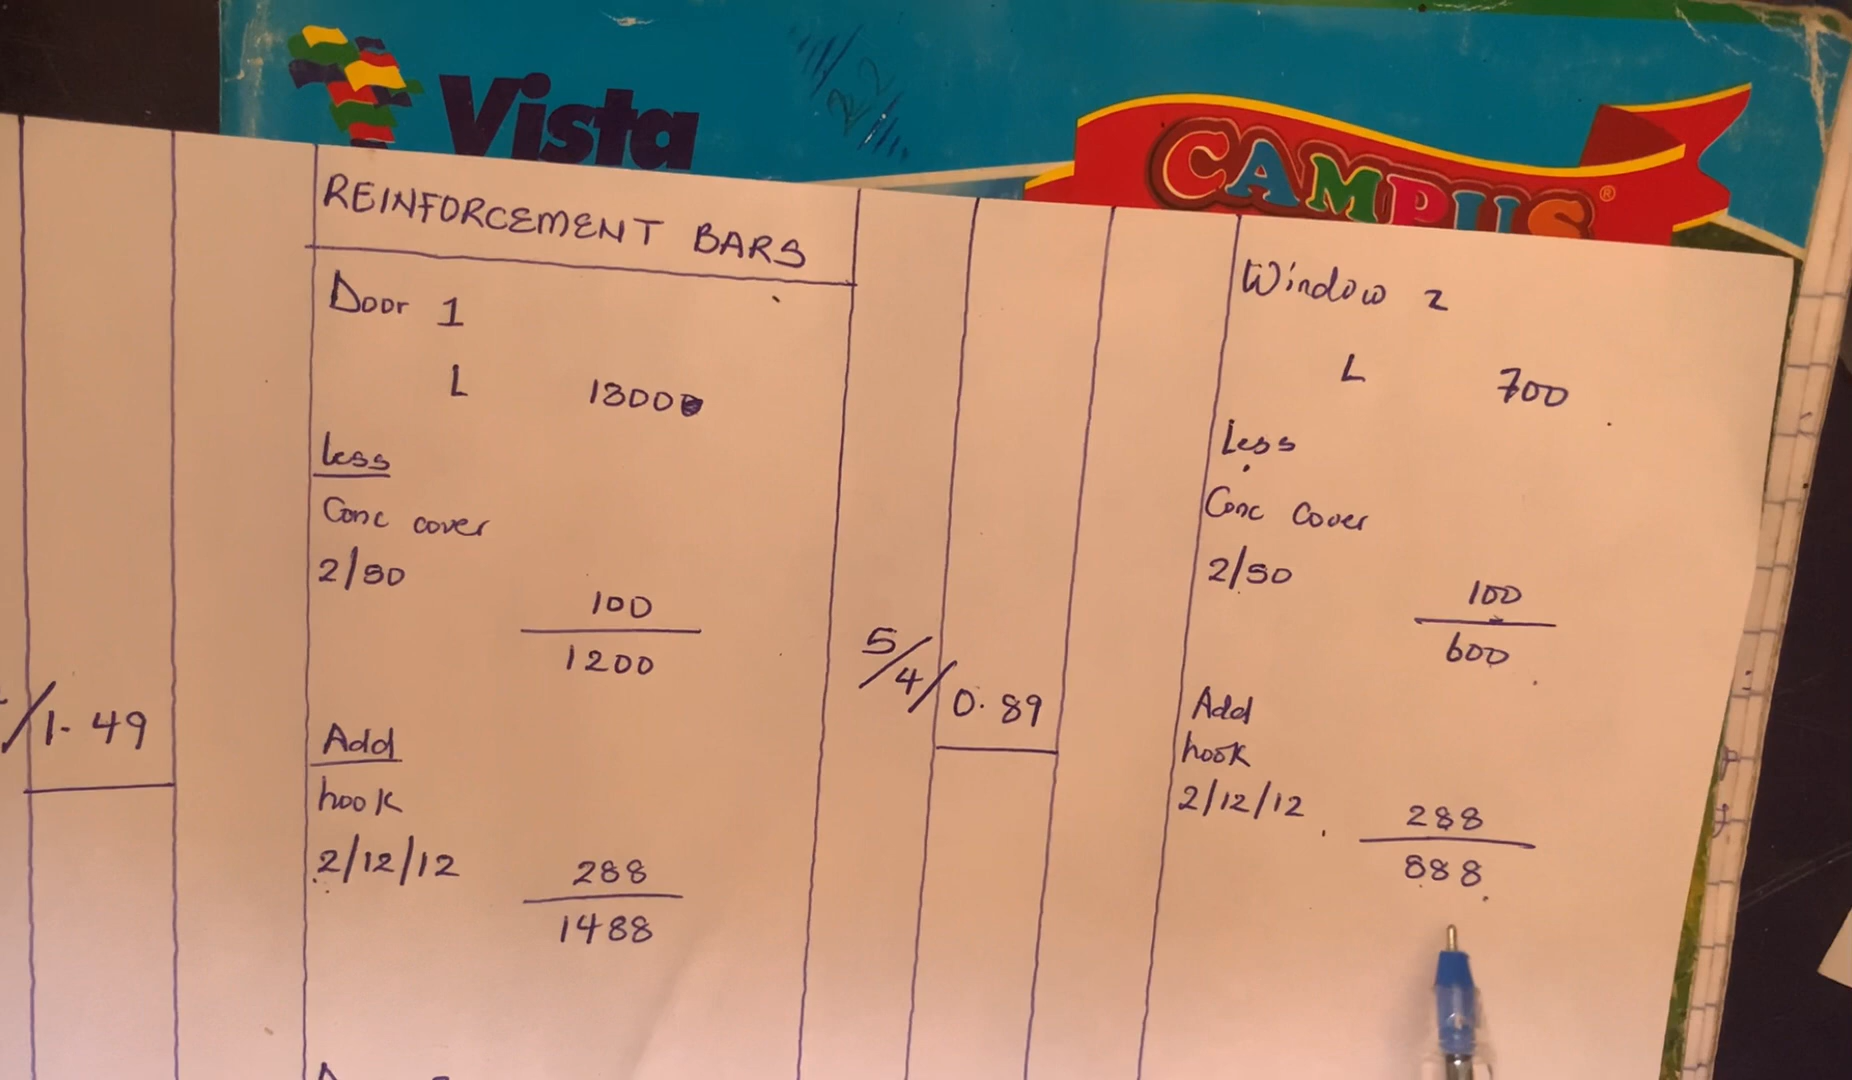 Vista
CAMPUS®
REINFORCEMENT BARS
Door 1
L 1300
Less
Conc cover
2/50
100
1200
1.49
Add
hook
2/12/12
288
1488
Window 2
L 700
Less
Conc Cover
2/50
100
600
5/4/ 0.89
Add
hook
2/12/12
288
888